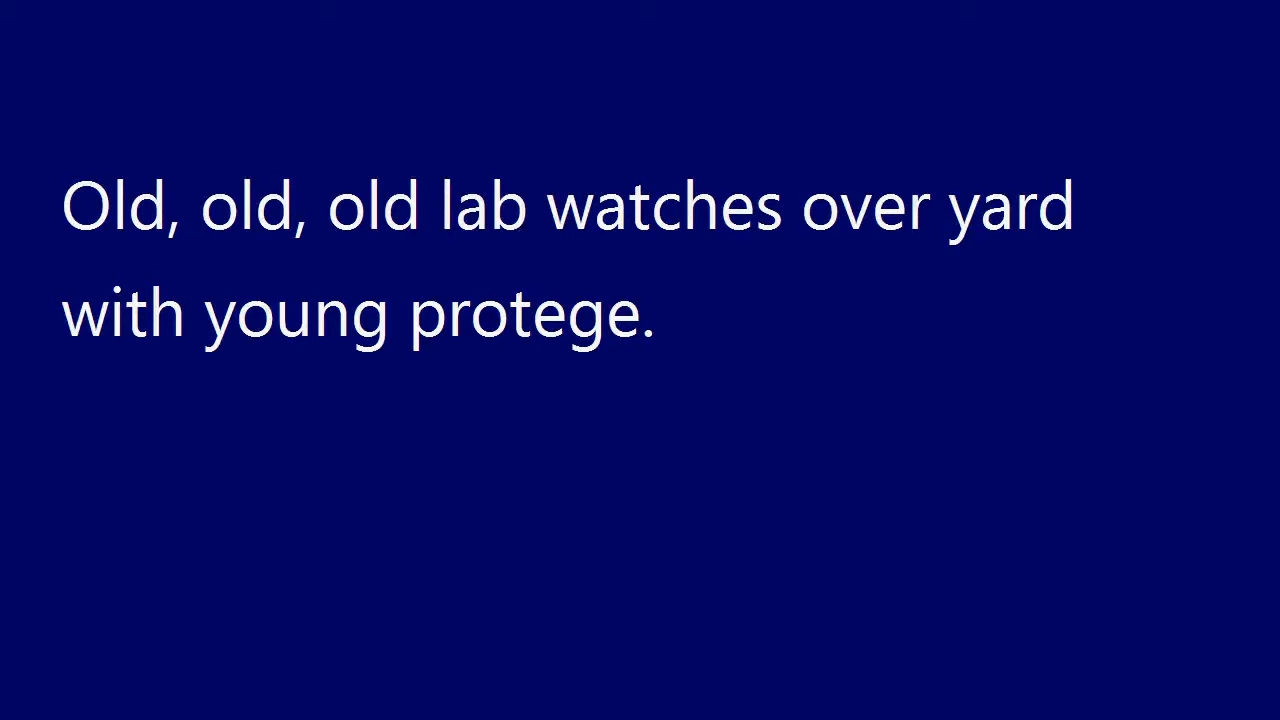 Old, old, old lab watches over yard
with young protege.